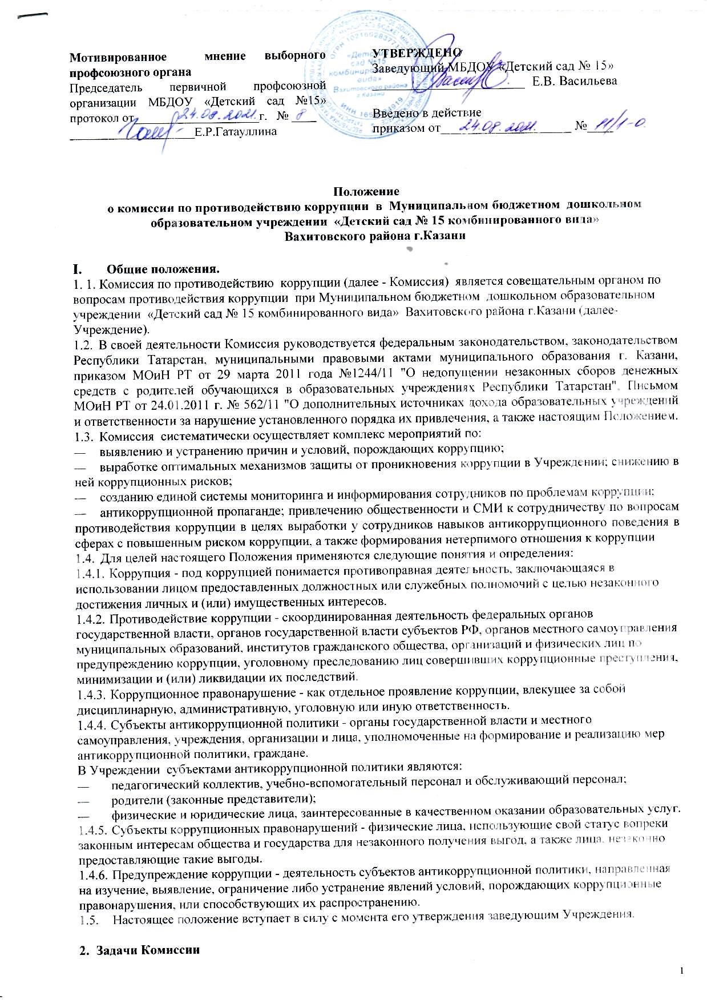 Мотивированное мнение выборного
профсоюзного органа
Председатель первичной профсоюзной
организации МБДОУ «Детский сад №15»
протокол от 24.08.2021 г. № 8
Е.Р.Гатауллина
УТВЕРЖДЕНО
Заведующий МБДОУ «Детский сад № 15»
Е.В. Васильева
Введено в действие
приказом от 24.08.2021. № 11/1-О
«Детский
сад №15
комбинированного
вида»
Вахитовского района
г.Казани
Положение
о комиссии по противодействию коррупции в Муниципальном бюджетном дошкольном
образовательном учреждении «Детский сад № 15 комбинированного вида»
Вахитовского района г.Казани
I. Общие положения.
1. 1. Комиссия по противодействию коррупции (далее - Комиссия) является совещательным органом по
вопросам противодействия коррупции при Муниципальном бюджетном дошкольном образовательном
учреждении «Детский сад № 15 комбинированного вида» Вахитовского района г.Казани (далее-
Учреждение).
1.2. В своей деятельности Комиссия руководствуется федеральным законодательством, законодательством
Республики Татарстан, муниципальными правовыми актами муниципального образования г. Казани,
приказом МОиН РТ от 29 марта 2011 года №1244/11 "О недопущении незаконных сборов денежных
средств с родителей обучающихся в образовательных учреждениях Республики Татарстан", Письмом
МОиН РТ от 24.01.2011 г. № 562/11 "О дополнительных источниках дохода образовательных учреждений
и ответственности за нарушение установленного порядка их привлечения, а также настоящим Положением.
1.3. Комиссия систематически осуществляет комплекс мероприятий по:
— выявлению и устранению причин и условий, порождающих коррупцию;
— выработке оптимальных механизмов защиты от проникновения коррупции в Учреждении; снижению в
ней коррупционных рисков;
— созданию единой системы мониторинга и информирования сотрудников по проблемам коррупции;
— антикоррупционной пропаганде; привлечению общественности и СМИ к сотрудничеству по вопросам
противодействия коррупции в целях выработки у сотрудников навыков антикоррупционного поведения в
сферах с повышенным риском коррупции, а также формирования нетерпимого отношения к коррупции
1.4. Для целей настоящего Положения применяются следующие понятия и определения:
1.4.1. Коррупция - под коррупцией понимается противоправная деятельность, заключающаяся в
использовании лицом предоставленных должностных или служебных полномочий с целью незаконного
достижения личных и (или) имущественных интересов.
1.4.2. Противодействие коррупции - скоординированная деятельность федеральных органов
государственной власти, органов государственной власти субъектов РФ, органов местного самоуправления
муниципальных образований, институтов гражданского общества, организаций и физических лиц по
предупреждению коррупции, уголовному преследованию лиц совершивших коррупционные преступления,
минимизации и (или) ликвидации их последствий.
1.4.3. Коррупционное правонарушение - как отдельное проявление коррупции, влекущее за собой
дисциплинарную, административную, уголовную или иную ответственность.
1.4.4. Субъекты антикоррупционной политики - органы государственной власти и местного
самоуправления, учреждения, организации и лица, уполномоченные на формирование и реализацию мер
антикоррупционной политики, граждане.
В Учреждении субъектами антикоррупционной политики являются:
— педагогический коллектив, учебно-вспомогательный персонал и обслуживающий персонал;
— родители (законные представители);
— физические и юридические лица, заинтересованные в качественном оказании образовательных услуг.
1.4.5. Субъекты коррупционных правонарушений - физические лица, использующие свой статус вопреки
законным интересам общества и государства для незаконного получения выгод, а также лица, незаконно
предоставляющие такие выгоды.
1.4.6. Предупреждение коррупции - деятельность субъектов антикоррупционной политики, направленная
на изучение, выявление, ограничение либо устранение явлений условий, порождающих коррупционные
правонарушения, или способствующих их распространению.
1.5. Настоящее положение вступает в силу с момента его утверждения заведующим Учреждения.
2. Задачи Комиссии
1